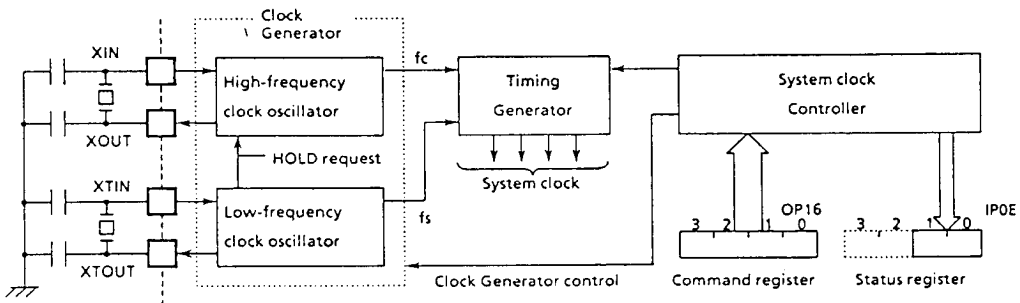 Clock
Generator
XIN
XOUT
High-frequency
clock oscillator
fc
HOLD request
XTIN
XTOUT
Low-frequency
clock oscillator
fs
Timing
Generator
System clock
System clock
Controller
Clock Generator control
3 2 1 0
OP16
Command register
3 2 1 0
IP0E
Status register